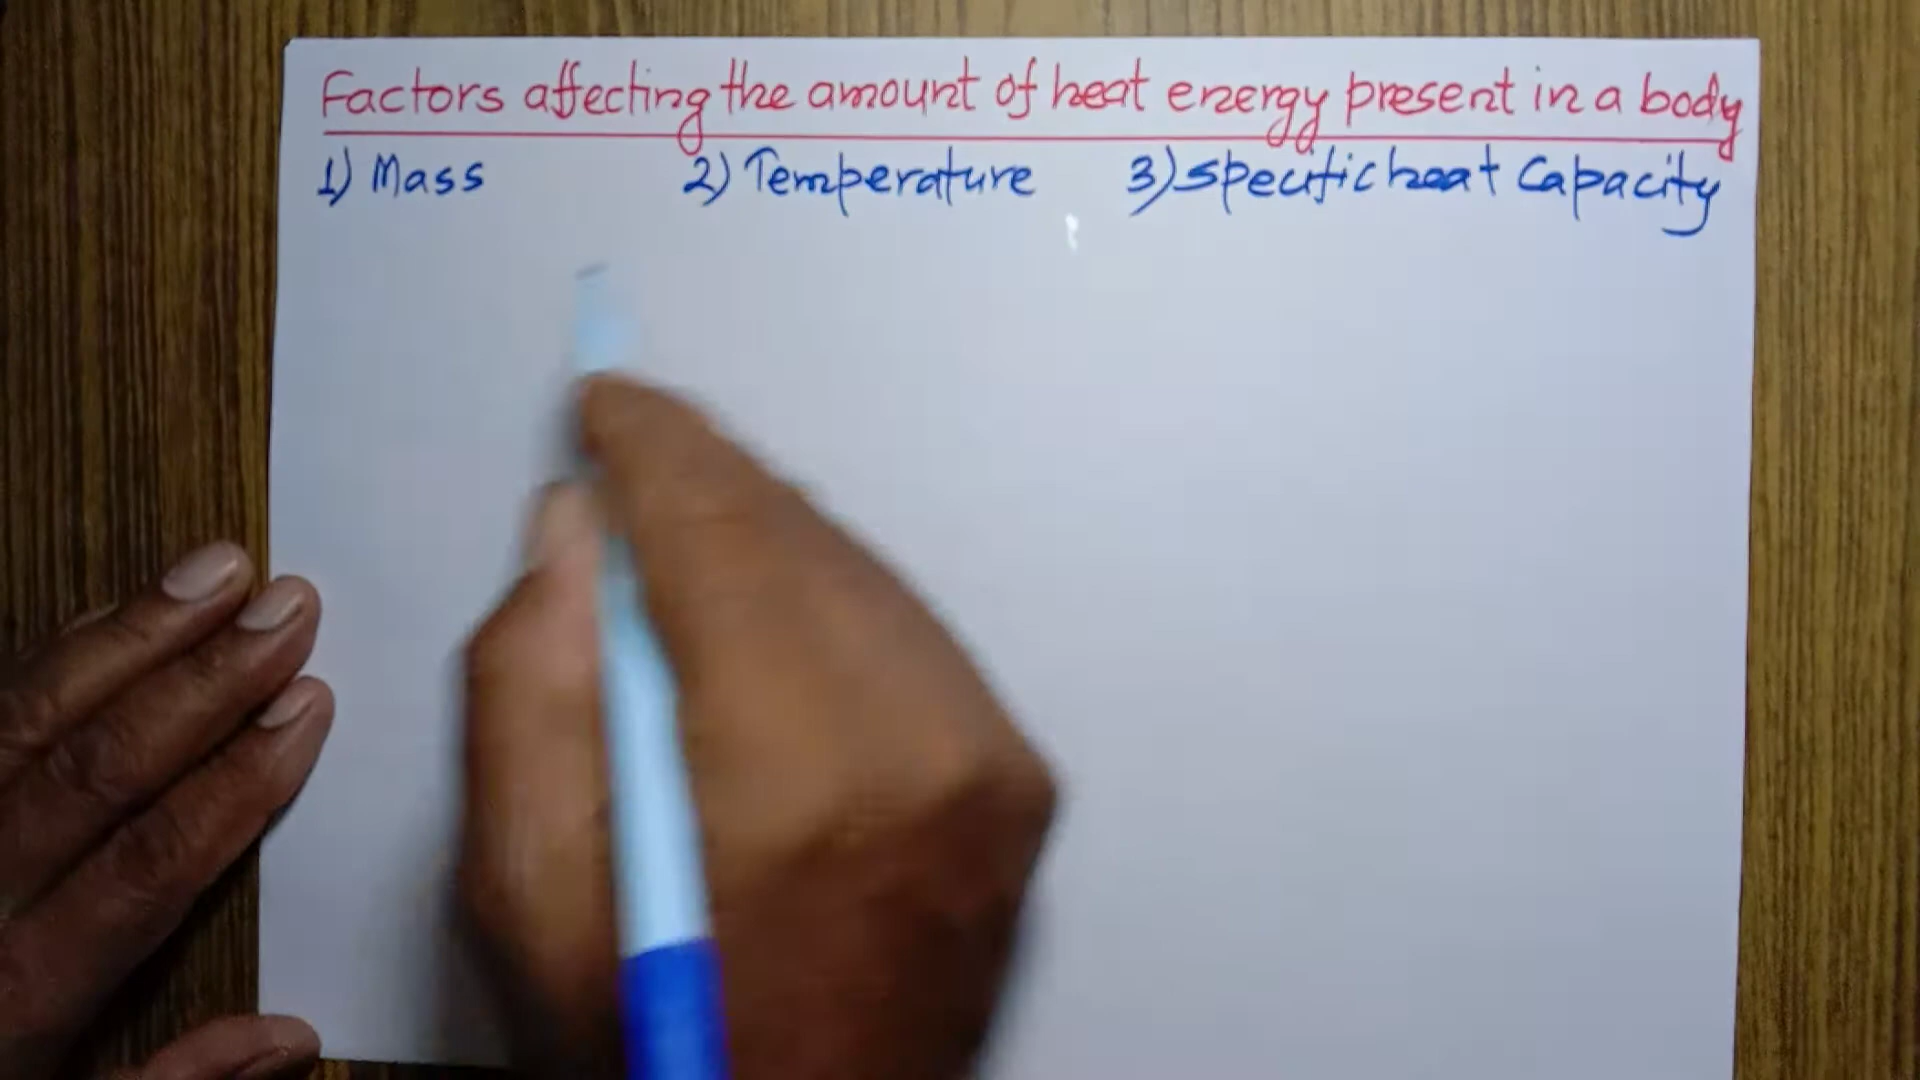 Factors affecting the amount of heat energy present in a body
1) Mass 2) Temperature 3) specific heat Capacity